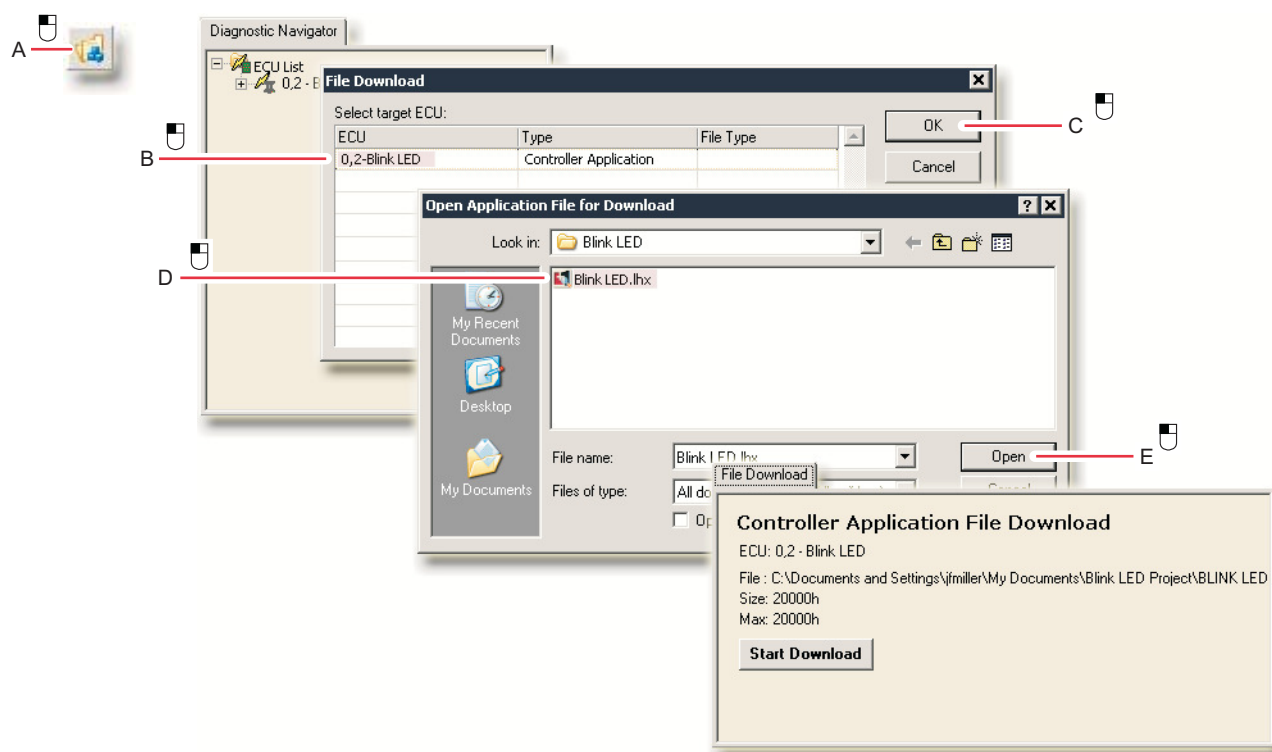 A
Diagnostic Navigator
ECU List
0,2 - B
File Download
Select target ECU:
ECU Type File Type
OK
C
B
0,2-Blink LED Controller Application
Cancel
Open Application File for Download
Look in: Blink LED
D
Blink LED.lhx
My Recent
Documents
Desktop
My Documents
File name: Blink LED.lhx
Open
E
Files of type: All do
Cancel
Op
File Download
Controller Application File Download
ECU: 0,2 - Blink LED
File : C:\Documents and Settings\jfmiller\My Documents\Blink LED Project\BLINK LED
Size: 20000h
Max: 20000h
Start Download